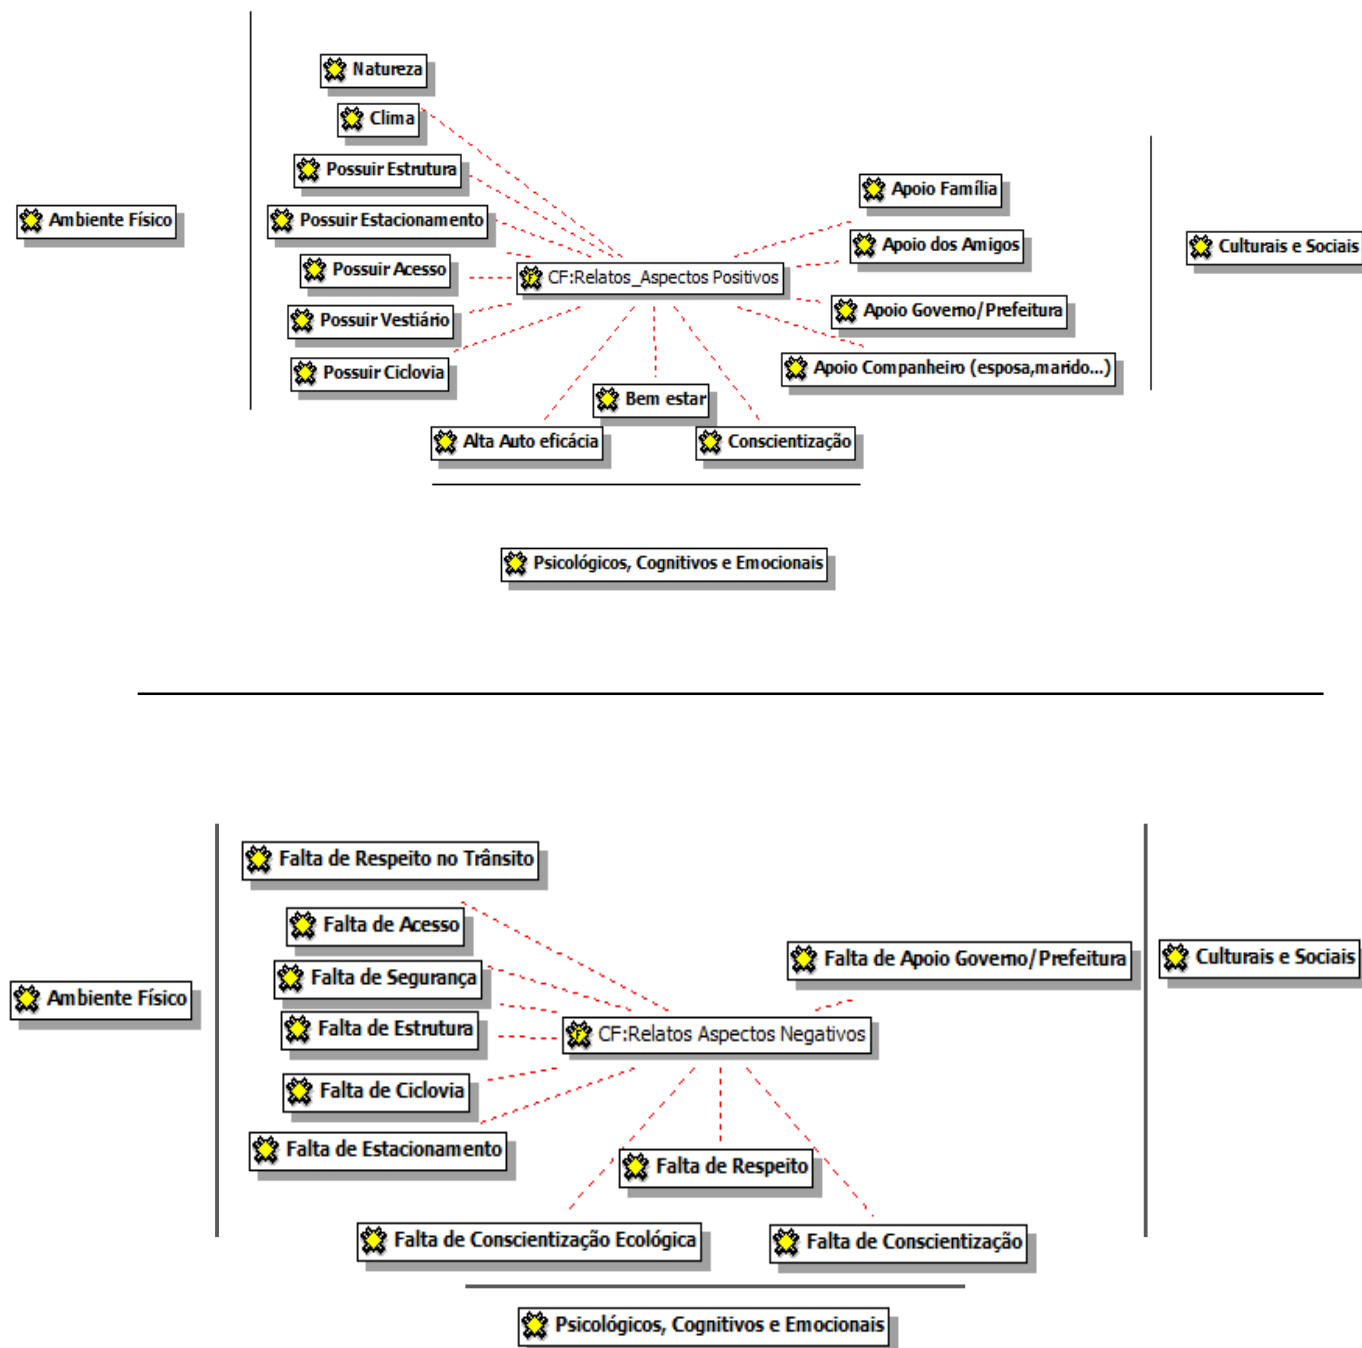 Natureza
Clima
Possuir Estrutura
Apoio Família
Ambiente Físico
Possuir Estacionamento
Apoio dos Amigos
Culturais e Sociais
Possuir Acesso
CF:Relatos_Aspectos Positivos
Possuir Vestiário
Apoio Governo/Prefeitura
Possuir Ciclovia
Apoio Companheiro (esposa,marido...)
Bem estar
Alta Auto eficácia
Conscientização
Psicológicos, Cognitivos e Emocionais
Falta de Respeito no Trânsito
Falta de Acesso
Falta de Apoio Governo/Prefeitura
Culturais e Sociais
Falta de Segurança
Ambiente Físico
Falta de Estrutura
CF:Relatos Aspectos Negativos
Falta de Ciclovia
Falta de Estacionamento
Falta de Respeito
Falta de Conscientização Ecológica
Falta de Conscientização
Psicológicos, Cognitivos e Emocionais